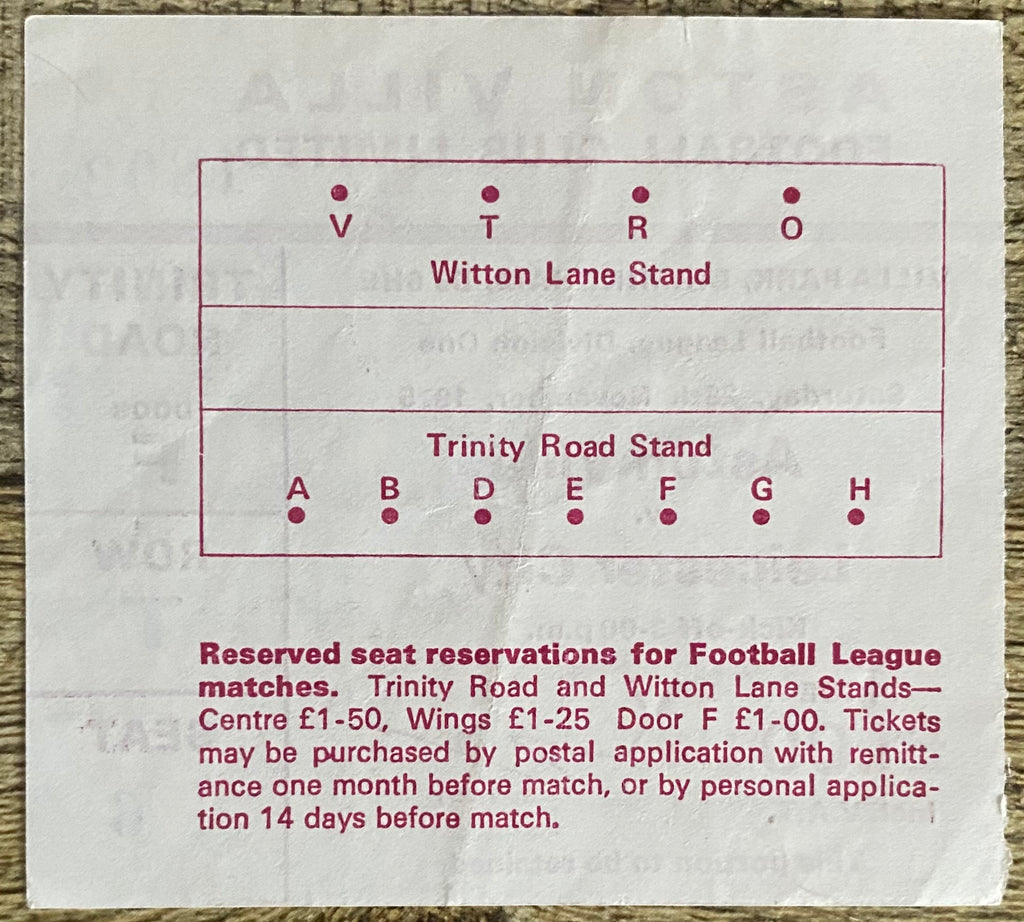 V T R O
Witton Lane Stand
Trinity Road Stand
A B D E F G H
Reserved seat reservations for Football League
matches. Trinity Road and Witton Lane Stands—
Centre £1-50, Wings £1-25 Door F £1-00. Tickets
may be purchased by postal application with remitt-
ance one month before match, or by personal applica-
tion 14 days before match.